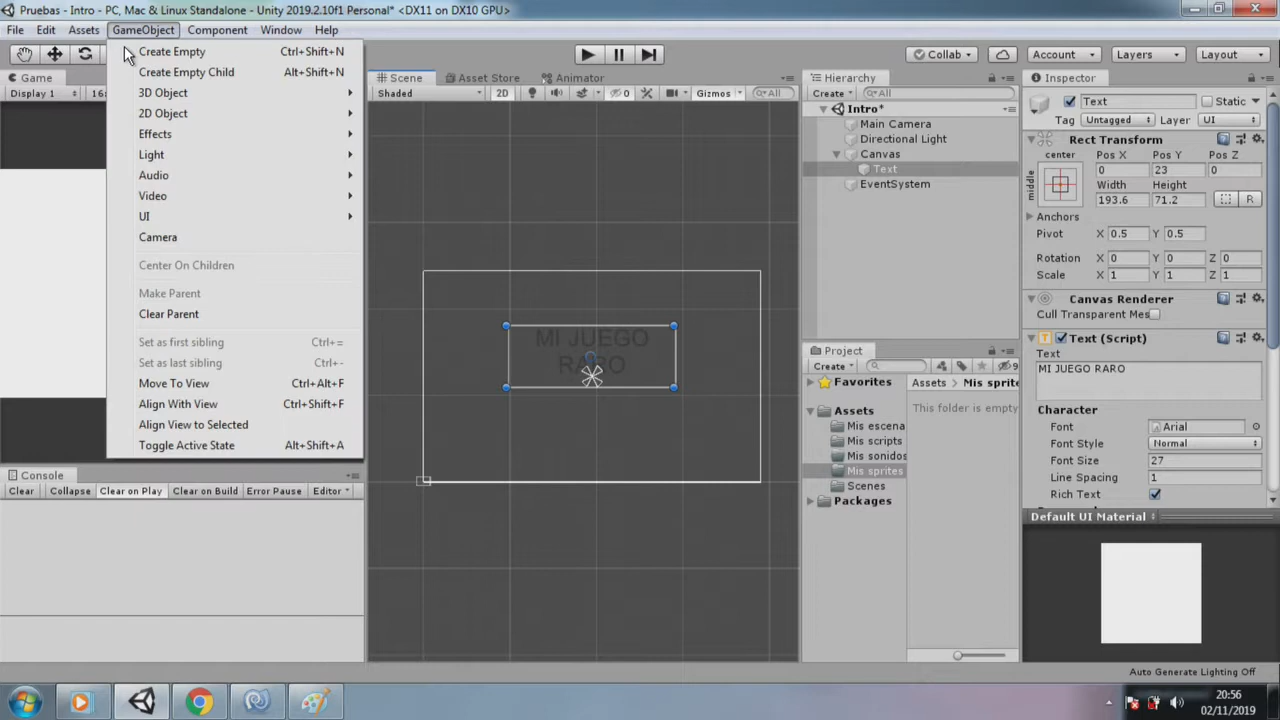 Pruebas - Intro - PC, Mac & Linux Standalone - Unity 2019.2.10f1 Personal* <DX11 on DX10 GPU>
File Edit Assets GameObject Component Window Help
Collab Account Layers Layout
Game
Display 1 16:
Create Empty Ctrl+Shift+N
Create Empty Child Alt+Shift+N
3D Object
2D Object
Effects
Light
Audio
Video
UI
Camera
Center On Children
Make Parent
Clear Parent
Set as first sibling Ctrl+=
Set as last sibling Ctrl+-
Move To View Ctrl+Alt+F
Align With View Ctrl+Shift+F
Align View to Selected
Toggle Active State Alt+Shift+A
Console
Clear Collapse Clear on Play Clear on Build Error Pause Editor
Scene Asset Store Animator
Shaded 2D 0 Gizmos All
MI JUEGO
RARO
Hierarchy
Create All
Intro*
Main Camera
Directional Light
Canvas
Text
EventSystem
Project
Create 9
Favorites
Assets
Mis escena
Mis scripts
Mis sonidos
Mis sprites
Scenes
Packages
Assets Mis sprite
This folder is empty
Inspector
Text Static
Tag Untagged Layer UI
Rect Transform
center Pos X Pos Y Pos Z
middle 0 23 0
Width Height
193.6 71.2 R
Anchors
Pivot X 0.5 Y 0.5
Rotation X 0 Y 0 Z 0
Scale X 1 Y 1 Z 1
Canvas Renderer
Cull Transparent Mes
Text (Script)
Text
MI JUEGO RARO
Character
Font Arial
Font Style Normal
Font Size 27
Line Spacing 1
Rich Text
Default UI Material
Auto Generate Lighting Off
20:56
02/11/2019